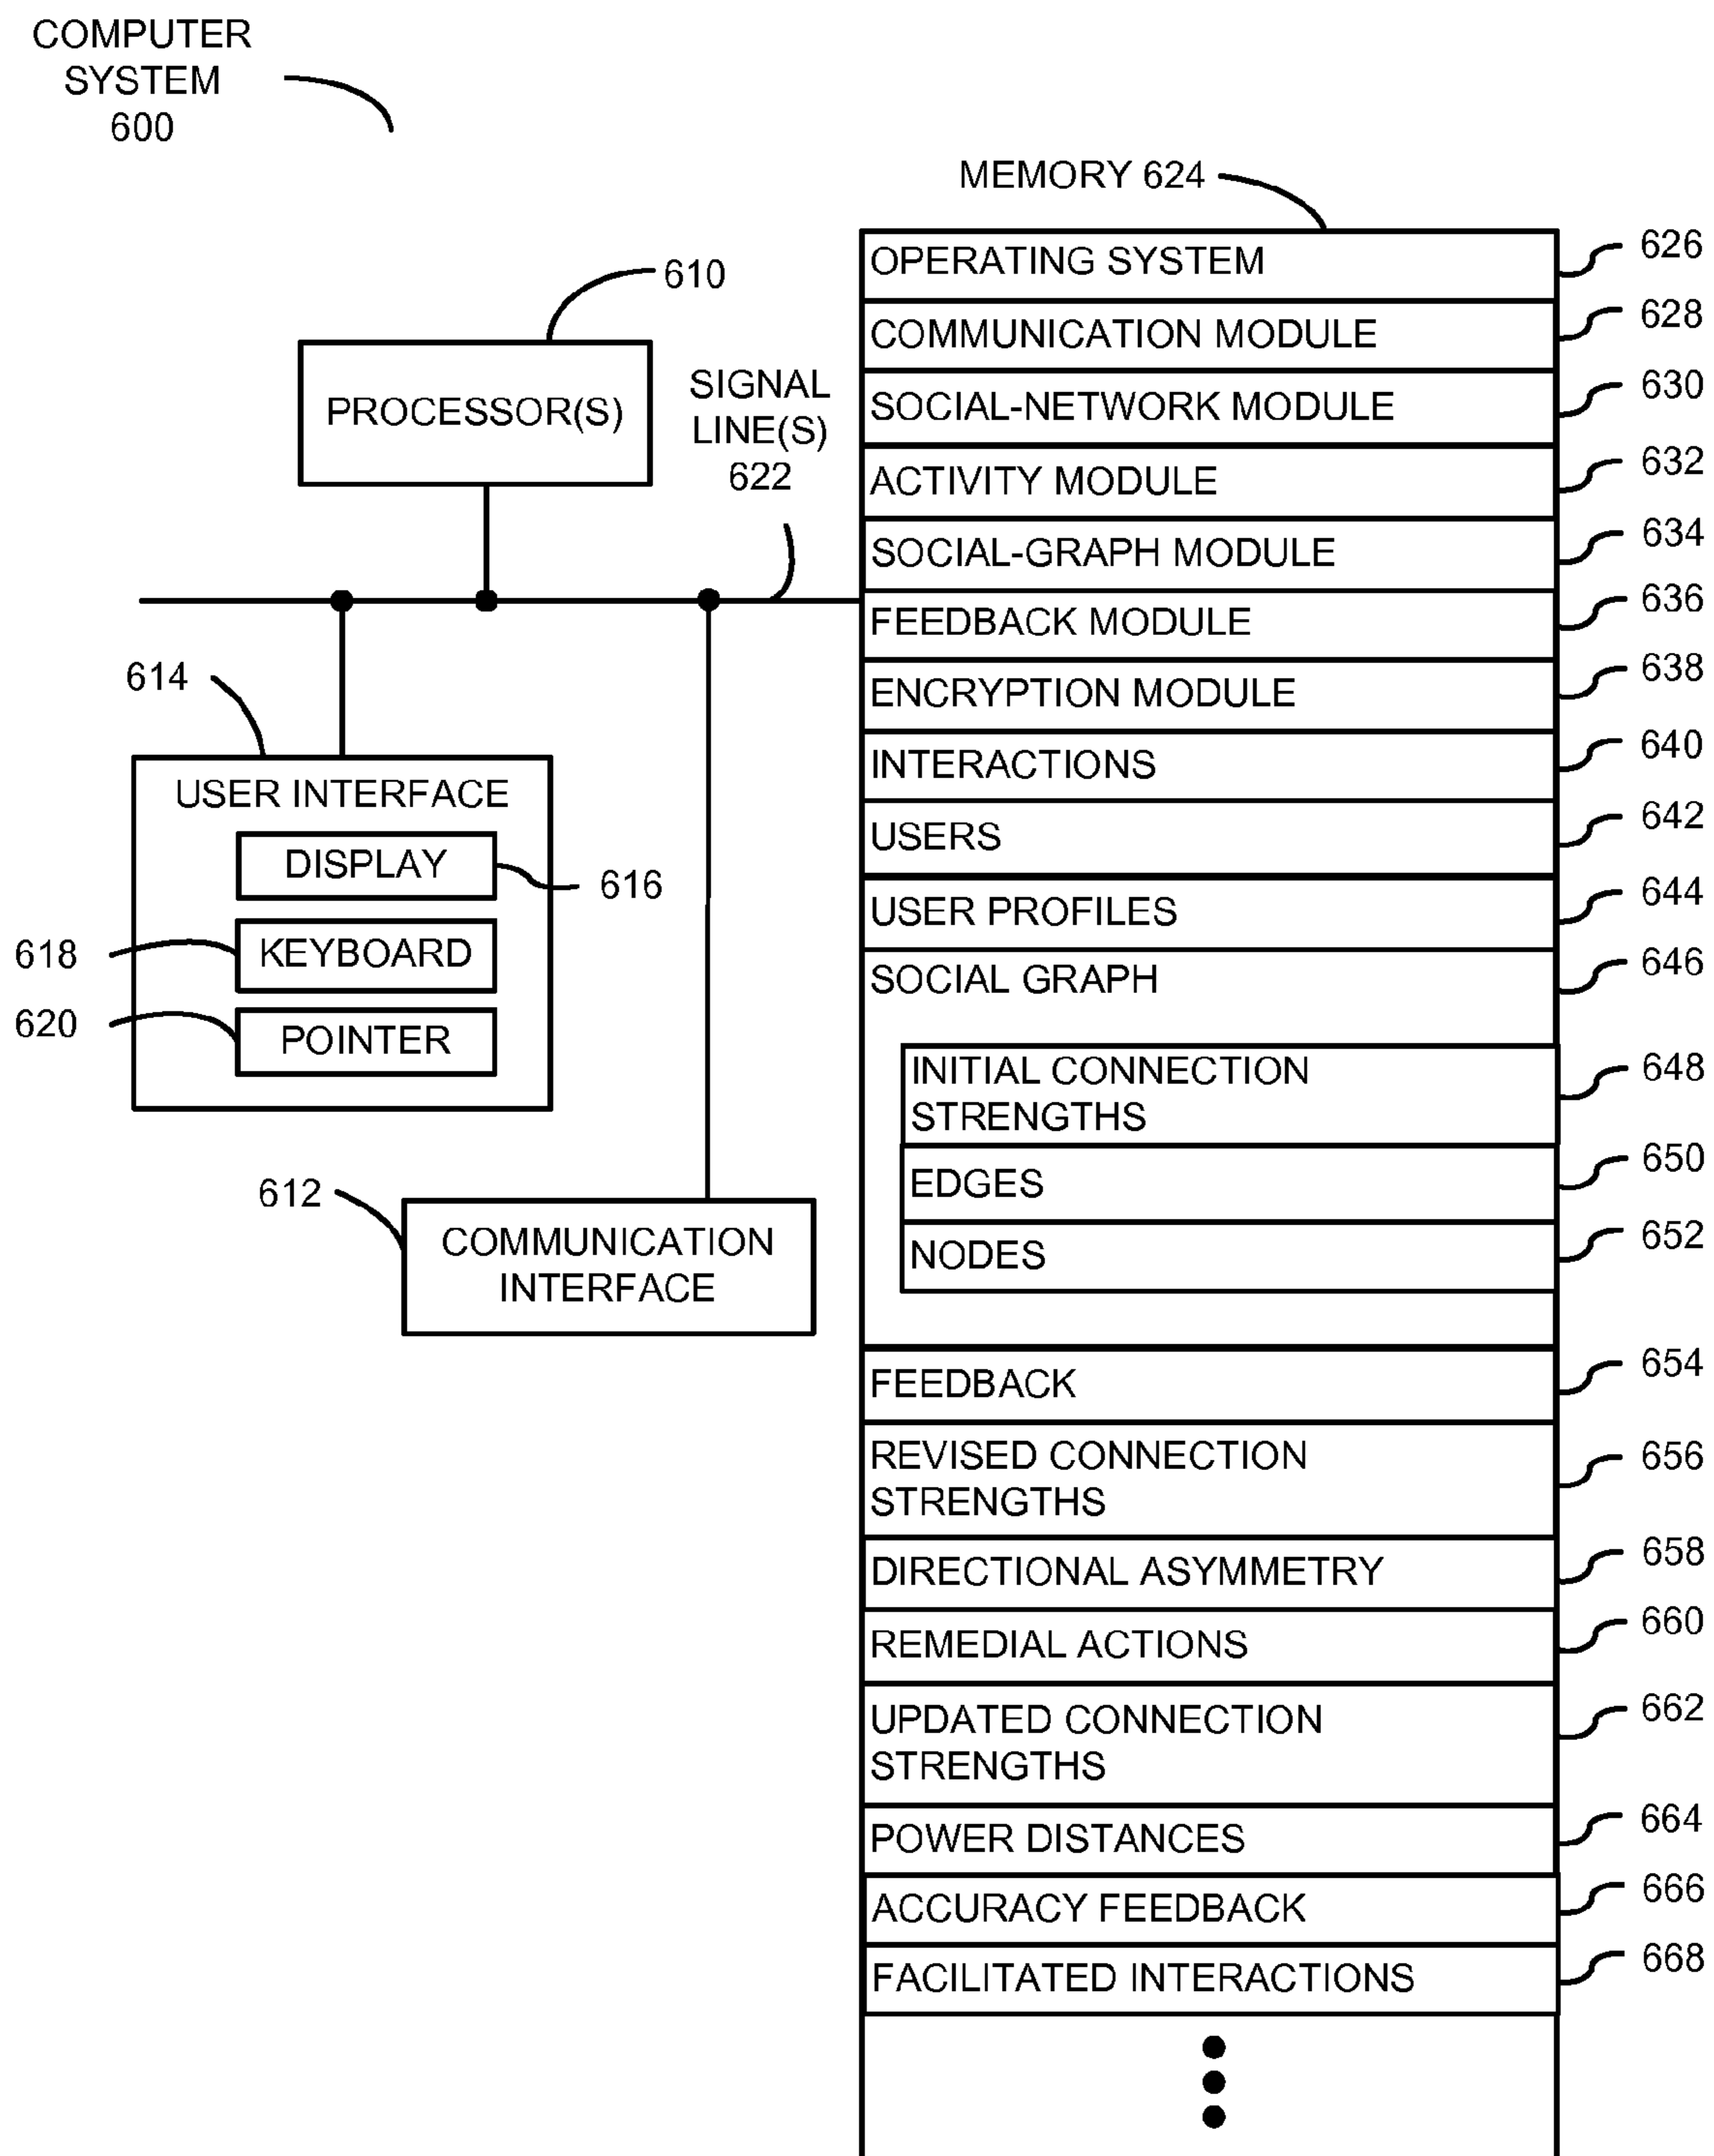 COMPUTER
SYSTEM
600
MEMORY 624
610
PROCESSOR(S)
SIGNAL
LINE(S)
622
614
USER INTERFACE
DISPLAY
616
618
KEYBOARD
620
POINTER
612
COMMUNICATION
INTERFACE
OPERATING SYSTEM
626
COMMUNICATION MODULE
628
SOCIAL-NETWORK MODULE
630
ACTIVITY MODULE
632
SOCIAL-GRAPH MODULE
634
FEEDBACK MODULE
636
ENCRYPTION MODULE
638
INTERACTIONS
640
USERS
642
USER PROFILES
644
SOCIAL GRAPH
646
INITIAL CONNECTION
STRENGTHS
648
EDGES
650
NODES
652
FEEDBACK
654
REVISED CONNECTION
STRENGTHS
656
DIRECTIONAL ASYMMETRY
658
REMEDIAL ACTIONS
660
UPDATED CONNECTION
STRENGTHS
662
POWER DISTANCES
664
ACCURACY FEEDBACK
666
FACILITATED INTERACTIONS
668